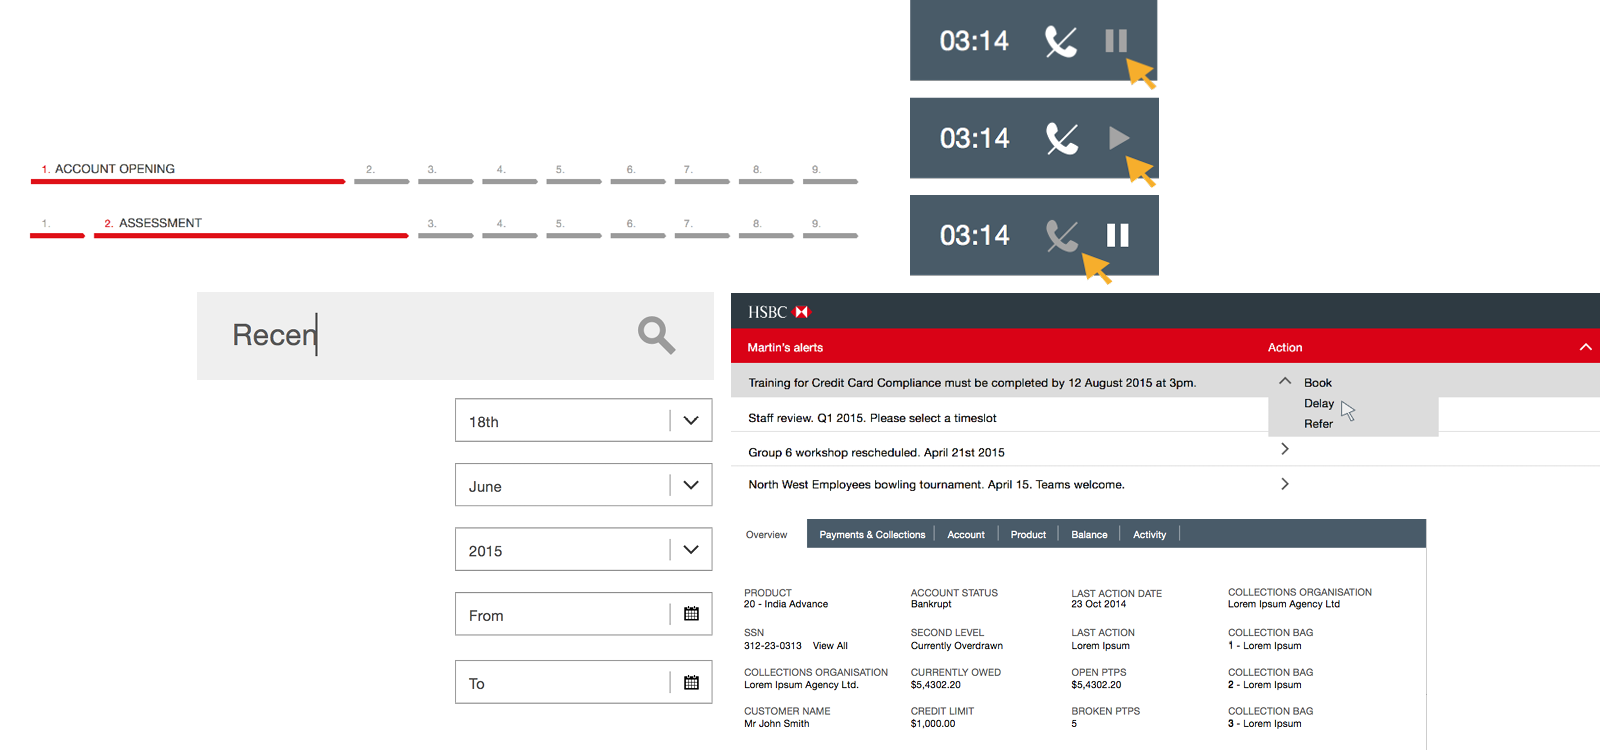 03:14
03:14
03:14
1. ACCOUNT OPENING 2. 3. 4. 5. 6. 7. 8. 9.
1. 2. ASSESSMENT 3. 4. 5. 6. 7. 8. 9.
Recen
18th
June
2015
From
To
HSBC
Martin's alerts Action
Training for Credit Card Compliance must be completed by 12 August 2015 at 3pm. Book
Delay
Staff review. Q1 2015. Please select a timeslot
Refer
Group 6 workshop rescheduled. April 21st 2015
North West Employees bowling tournament. April 15. Teams welcome.
Overview Payments & Collections Account Product Balance Activity
PRODUCT ACCOUNT STATUS LAST ACTION DATE COLLECTIONS ORGANISATION
20 - India Advance Bankrupt 23 Oct 2014 Lorem Ipsum Agency Ltd
SSN SECOND LEVEL LAST ACTION COLLECTION BAG
312-23-0313 View All Currently Overdrawn Lorem Ipsum 1 - Lorem Ipsum
COLLECTIONS ORGANISATION CURRENTLY OWED OPEN PTPS COLLECTION BAG
Lorem Ipsum Agency Ltd. $5,4302.20 $5,4302.20 2 - Lorem Ipsum
CUSTOMER NAME CREDIT LIMIT BROKEN PTPS COLLECTION BAG
Mr John Smith $1,000.00 5 3 - Lorem Ipsum